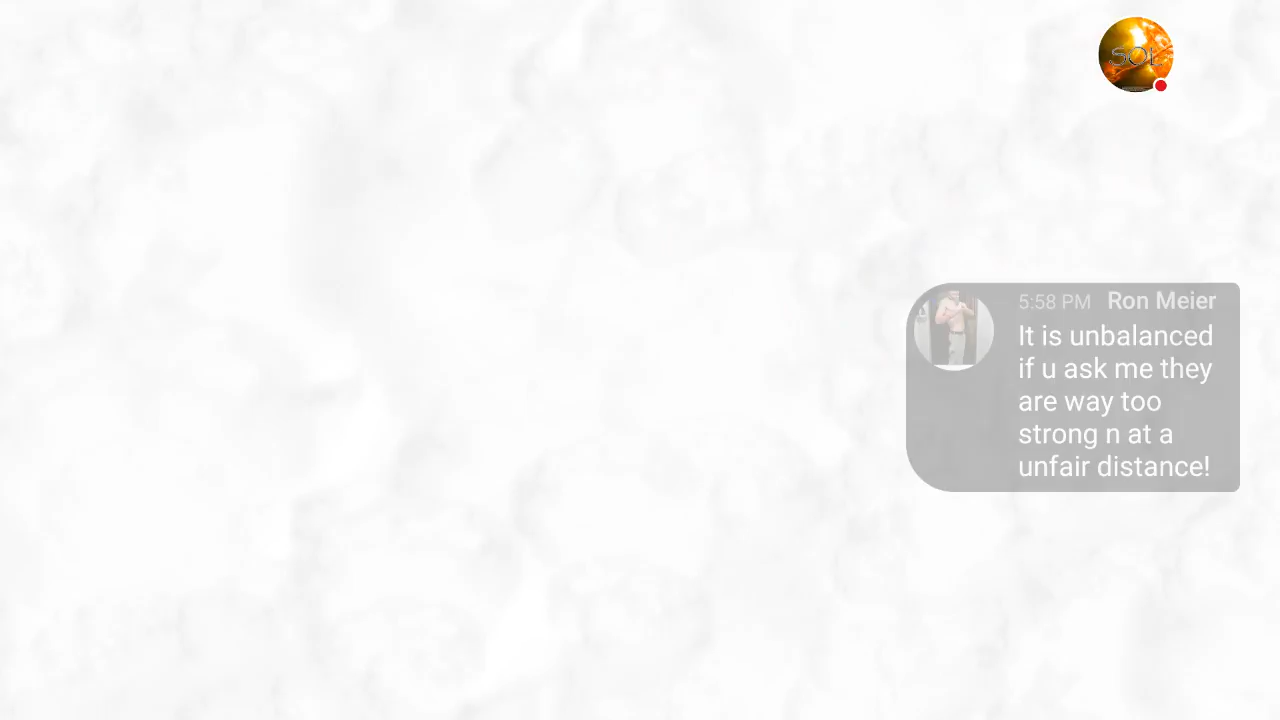 SOL
5:58 PM Ron Meier
It is unbalanced
if u ask me they
are way too
strong n at a
unfair distance!